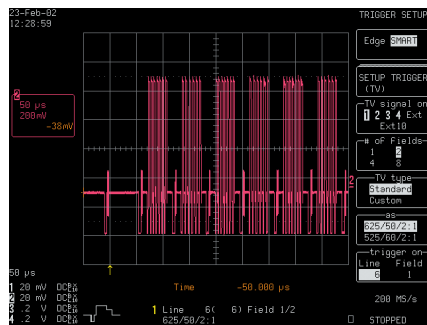 23-Feb-02
12:28:59
TRIGGER SETUP
Edge SMART
SETUP TRIGGER
(TV)
2
50 µs
200mV
-38mV
TV signal on
1 2 3 4 Ext
Ext10
# of Fields
1 2
4 8
TV type
Standard
Custom
2
as
625/50/2:1
525/60/2:1
trigger on
Line Field
6 1
50 µs
Time -50.000 µs
1 20 mV DC
2 20 mV DC
3 .2 V DC
4 .2 V DC
1 Line 6( 6) Field 1/2
625/50/2:1
200 MS/s
STOPPED